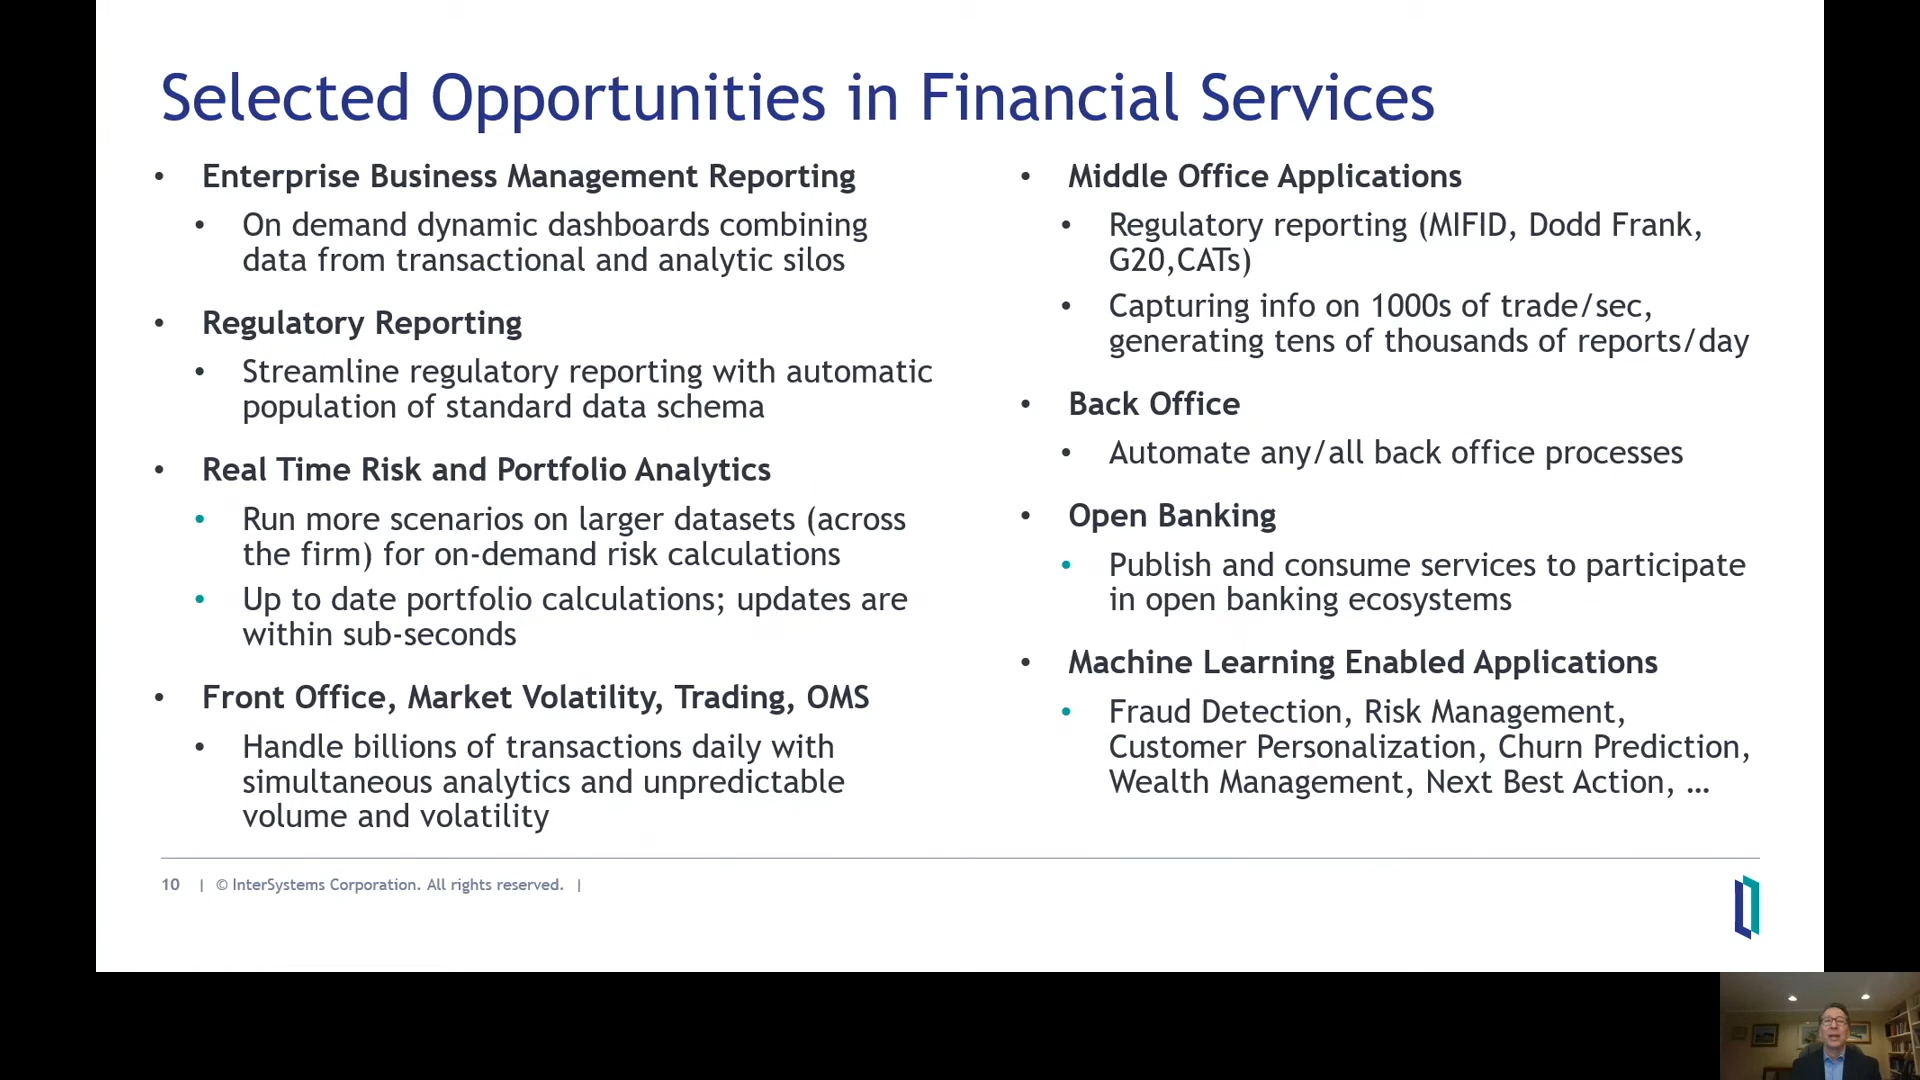 Selected Opportunities in Financial Services
• Enterprise Business Management Reporting
• On demand dynamic dashboards combining
data from transactional and analytic silos
• Regulatory Reporting
• Streamline regulatory reporting with automatic
population of standard data schema
• Real Time Risk and Portfolio Analytics
• Run more scenarios on larger datasets (across
the firm) for on-demand risk calculations
• Up to date portfolio calculations; updates are
within sub-seconds
• Front Office, Market Volatility, Trading, OMS
• Handle billions of transactions daily with
simultaneous analytics and unpredictable
volume and volatility
• Middle Office Applications
• Regulatory reporting (MIFID, Dodd Frank,
G20,CATs)
• Capturing info on 1000s of trade/sec,
generating tens of thousands of reports/day
• Back Office
• Automate any/all back office processes
• Open Banking
• Publish and consume services to participate
in open banking ecosystems
• Machine Learning Enabled Applications
• Fraud Detection, Risk Management,
Customer Personalization, Churn Prediction,
Wealth Management, Next Best Action, …
10 | © InterSystems Corporation. All rights reserved. |